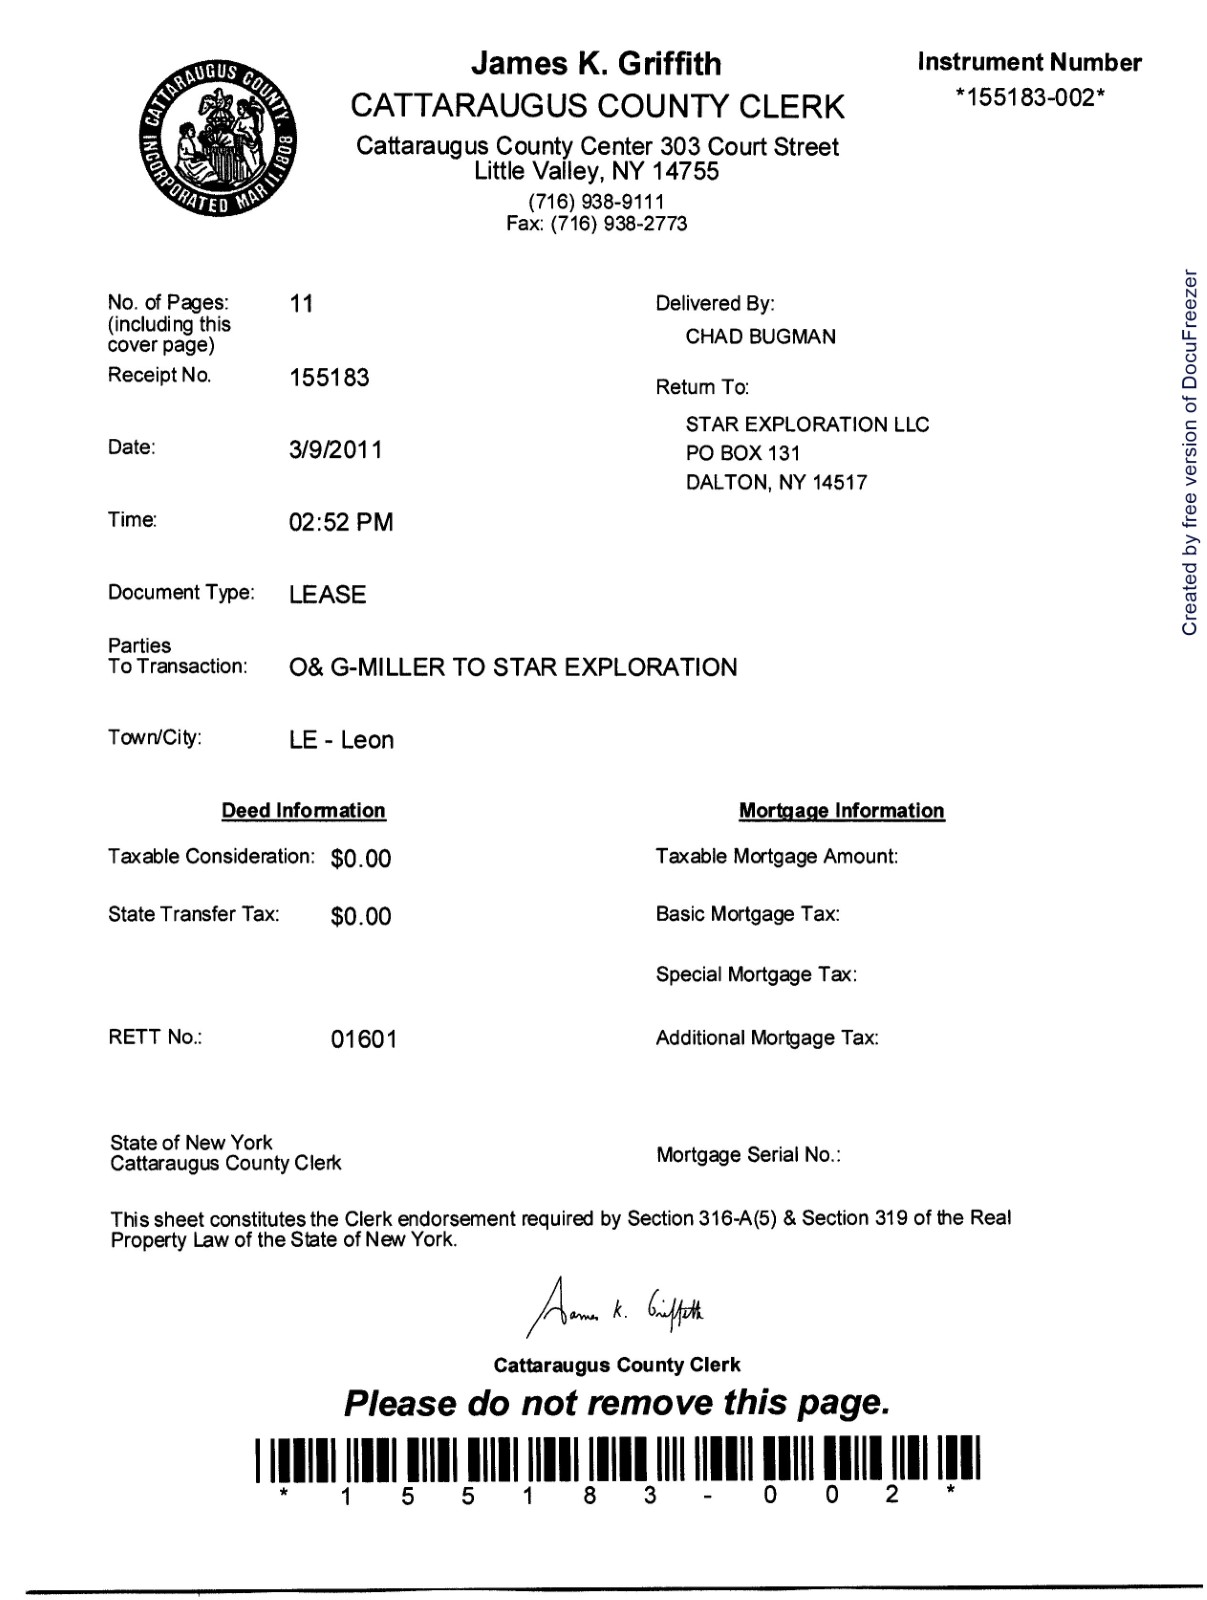 CATTARAUGUS COUNTY.
INCORPORATED MAR 11, 1808
James K. Griffith
CATTARAUGUS COUNTY CLERK
Cattaraugus County Center 303 Court Street
Little Valley, NY 14755
(716) 938-9111
Fax: (716) 938-2773
Instrument Number
*155183-002*
No. of Pages: 11
(including this
cover page)
Receipt No. 155183
Date: 3/9/2011
Time: 02:52 PM
Delivered By:
CHAD BUGMAN
Return To:
STAR EXPLORATION LLC
PO BOX 131
DALTON, NY 14517
Document Type: LEASE
Parties
To Transaction: O& G-MILLER TO STAR EXPLORATION
Town/City: LE - Leon
Deed Information
Taxable Consideration: $0.00
State Transfer Tax: $0.00
RETT No.: 01601
Mortgage Information
Taxable Mortgage Amount:
Basic Mortgage Tax:
Special Mortgage Tax:
Additional Mortgage Tax:
State of New York
Cattaraugus County Clerk
Mortgage Serial No.:
This sheet constitutes the Clerk endorsement required by Section 316-A(5) & Section 319 of the Real
Property Law of the State of New York.
James K. Griffith
Cattaraugus County Clerk
Please do not remove this page.
* 1 5 5 1 8 3 - 0 0 2 *
Created by free version of DocuFreezer